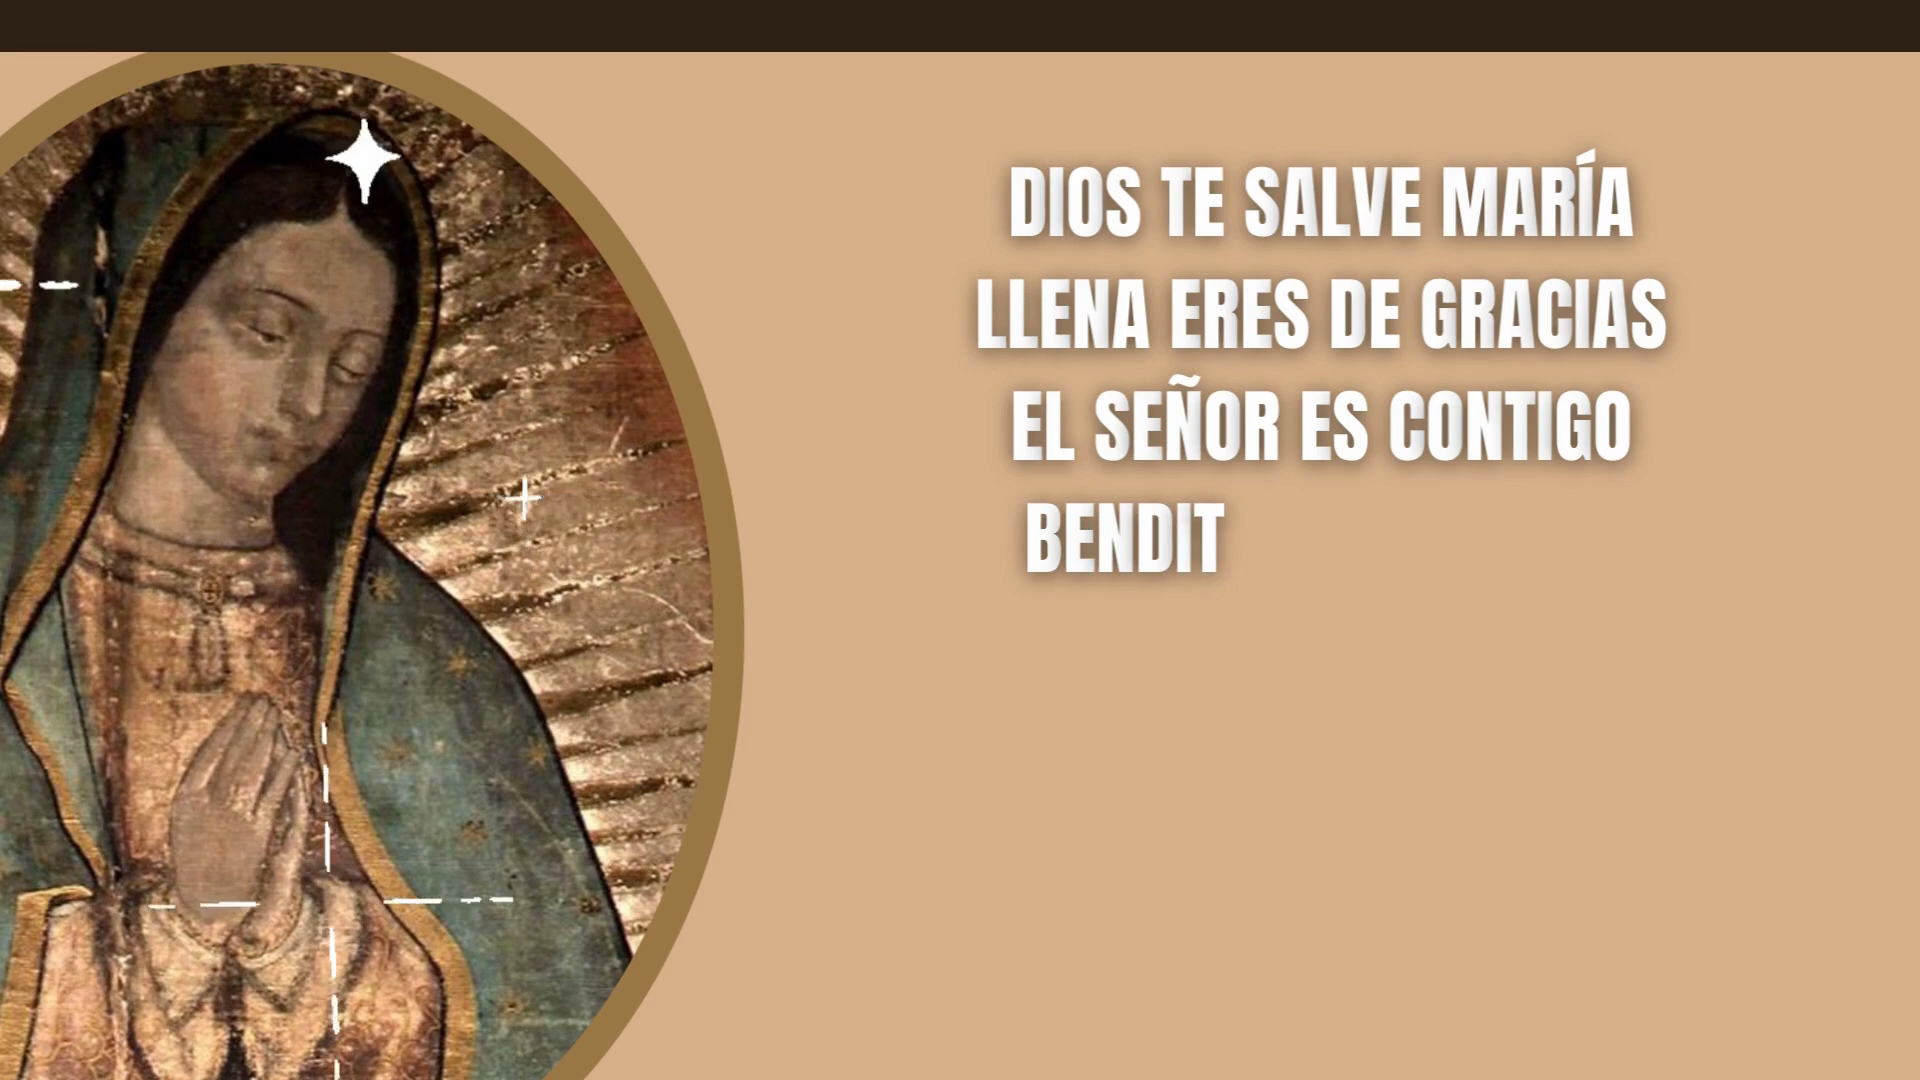 DIOS TE SALVE MARÍA
LLENA ERES DE GRACIAS
EL SEÑOR ES CONTIGO
BENDIT